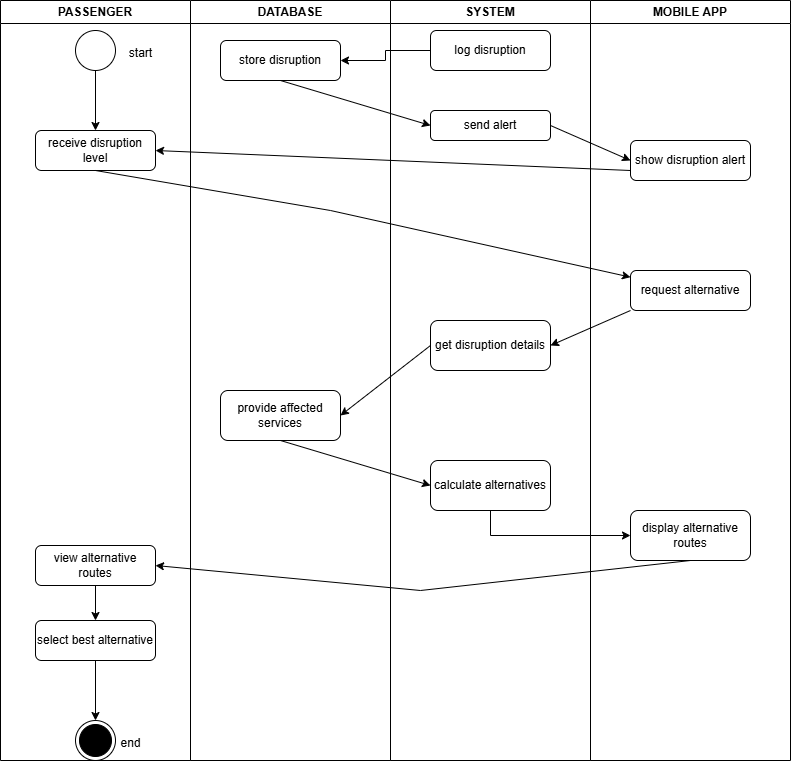 PASSENGER
DATABASE
SYSTEM
MOBILE APP
start
store disruption
log disruption
send alert
receive disruption
level
show disruption alert
request alternative
get disruption details
provide affected
services
calculate alternatives
display alternative
routes
view alternative
routes
select best alternative
end